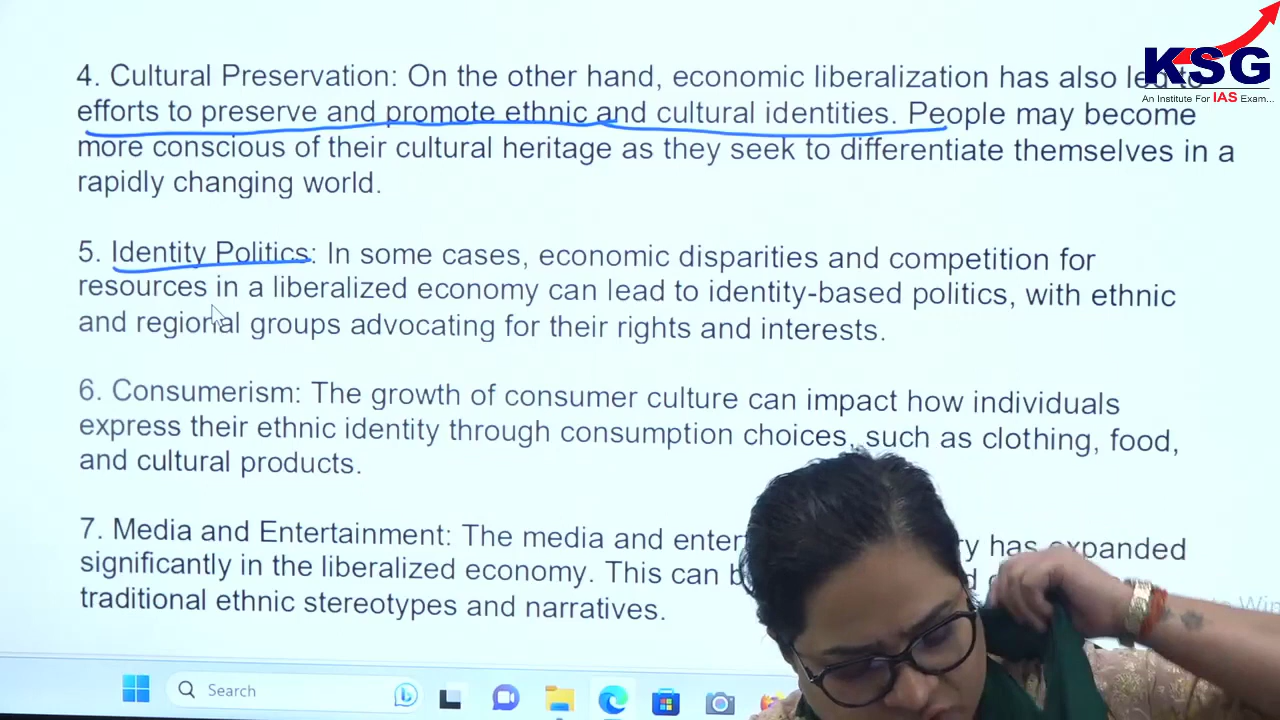 KSG
An Institute For IAS Exam...
4. Cultural Preservation: On the other hand, economic liberalization has also led to
efforts to preserve and promote ethnic and cultural identities. People may become
more conscious of their cultural heritage as they seek to differentiate themselves in a
rapidly changing world.
5. Identity Politics: In some cases, economic disparities and competition for
resources in a liberalized economy can lead to identity-based politics, with ethnic
and regional groups advocating for their rights and interests.
6. Consumerism: The growth of consumer culture can impact how individuals
express their ethnic identity through consumption choices, such as clothing, food,
and cultural products.
7. Media and Entertainment: The media and has expanded
significantly in the liberalized economy. This can
traditional ethnic stereotypes and narratives.
Search